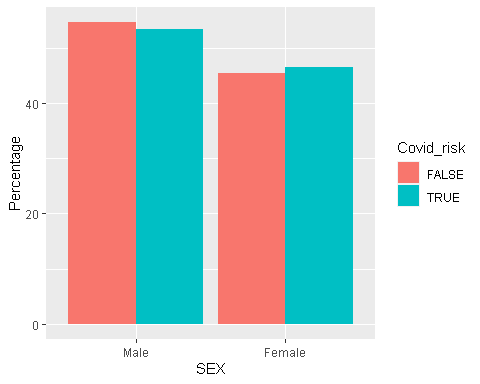 Percentage
40
20
0
Male
Female
SEX
Covid_risk
FALSE
TRUE